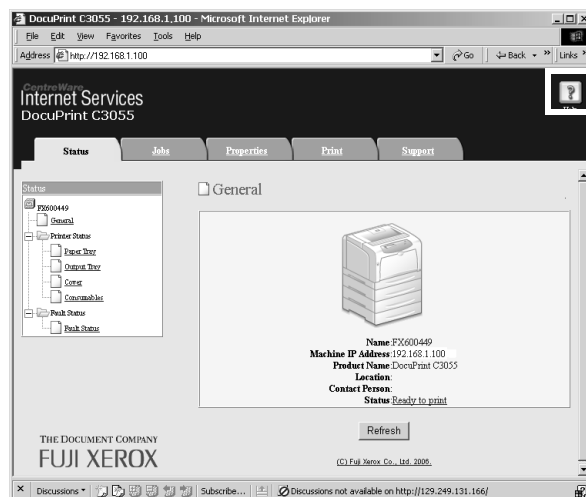 DocuPrint C3055 - 192.168.1.100 - Microsoft Internet Explorer
File Edit View Favorites Tools Help
Address http://192.168.1.100 Go Back » Links »
CentreWare
Internet Services
DocuPrint C3055
Help
Status Jobs Properties Print Support
Status
FX600449
General
Printer Status
Paper Tray
Output Tray
Cover
Consumables
Fault Status
Fault Status
General
Name:FX600449
Machine IP Address:192.168.1.100
Product Name:DocuPrint C3055
Location:
Contact Person:
Status:Ready to print
Refresh
THE DOCUMENT COMPANY
FUJI XEROX
(C) Fuji Xerox Co., Ltd. 2006.
Discussions Subscribe... Discussions not available on http://129.249.131.166/